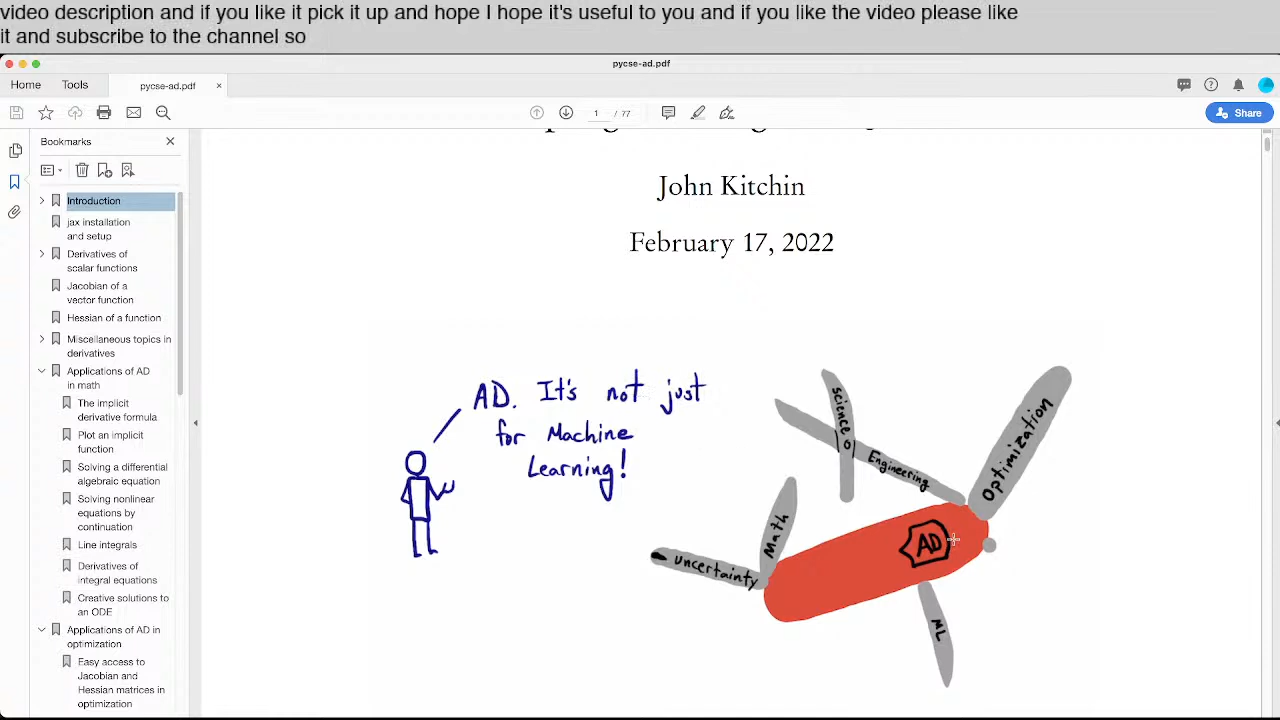 video description and if you like it pick it up and hope I hope it's useful to you and if you like the video please like
it and subscribe to the channel so
pycse-ad.pdf
Home
Tools
pycse-ad.pdf
×
1 / 77
Share
Bookmarks
Introduction
jax installation
and setup
Derivatives of
scalar functions
Jacobian of a
vector function
Hessian of a function
Miscellaneous topics in
derivatives
Applications of AD
in math
The implicit
derivative formula
Plot an implicit
function
Solving a differential
algebraic equation
Solving nonlinear
equations by
continuation
Line integrals
Derivatives of
integral equations
Creative solutions to
an ODE
Applications of AD in
optimization
Easy access to
Jacobian and
Hessian matrices in
optimization
John Kitchin
February 17, 2022
AD. It's not just
for Machine
Learning!
science
Engineering
Optimization
Math
Uncertainty
AD
ML